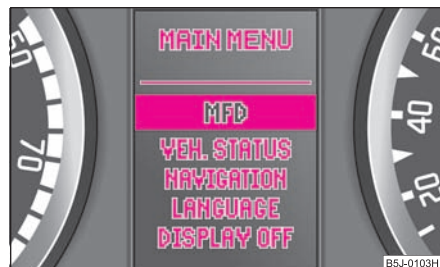 MAIN MENU
MFD
VEH. STATUS
NAVIGATION
LANGUAGE
DISPLAY OFF
50
70
60
40
20
B5J-0103H